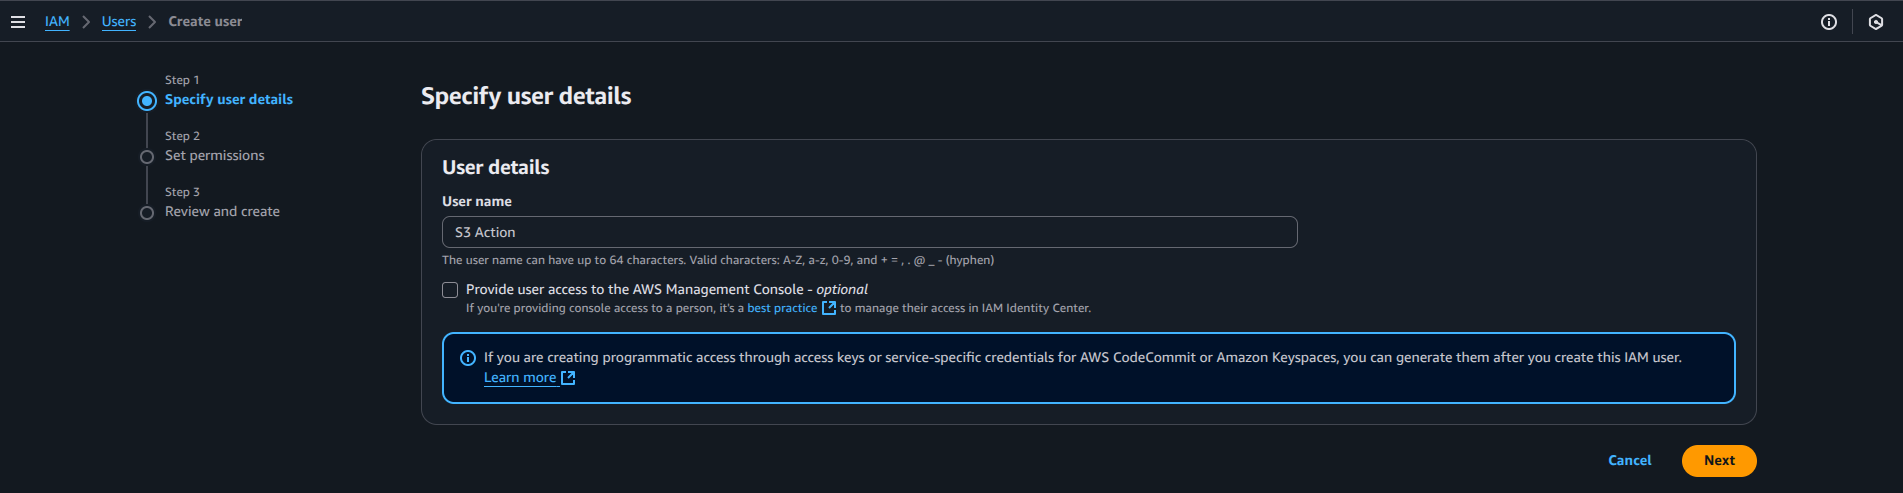 IAM > Users > Create user
Step 1
Specify user details
Step 2
Set permissions
Step 3
Review and create
Specify user details
User details
User name
S3 Action
The user name can have up to 64 characters. Valid characters: A-Z, a-z, 0-9, and + = , . @ _ - (hyphen)
Provide user access to the AWS Management Console - optional
If you're providing console access to a person, it's a best practice to manage their access in IAM Identity Center.
If you are creating programmatic access through access keys or service-specific credentials for AWS CodeCommit or Amazon Keyspaces, you can generate them after you create this IAM user.
Learn more
Cancel
Next